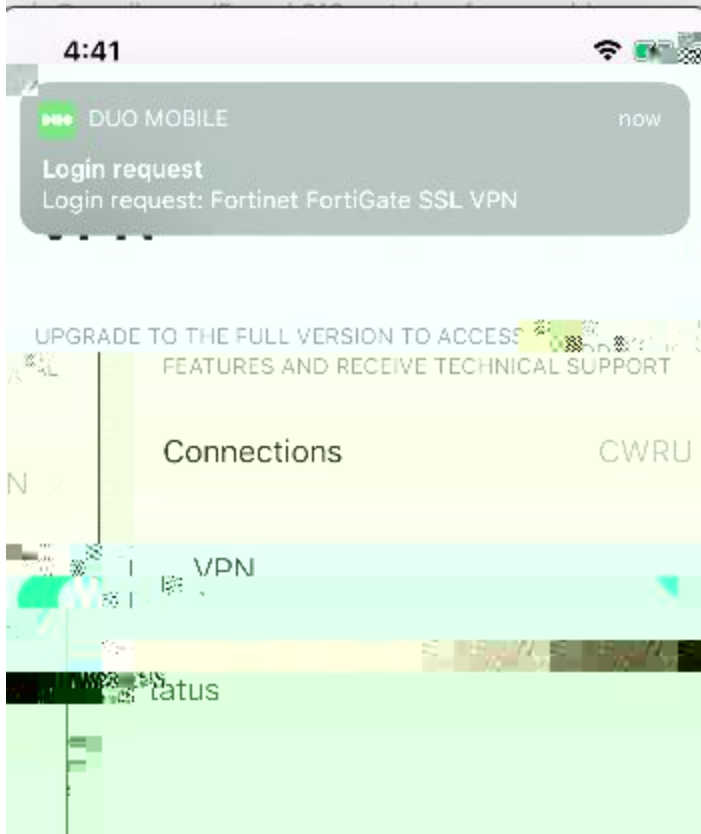 4:41
DUO MOBILE now
Login request
Login request: Fortinet FortiGate SSL VPN
UPGRADE TO THE FULL VERSION TO ACCESS
FEATURES AND RECEIVE TECHNICAL SUPPORT
Connections CWRU
N
VPN
tatus